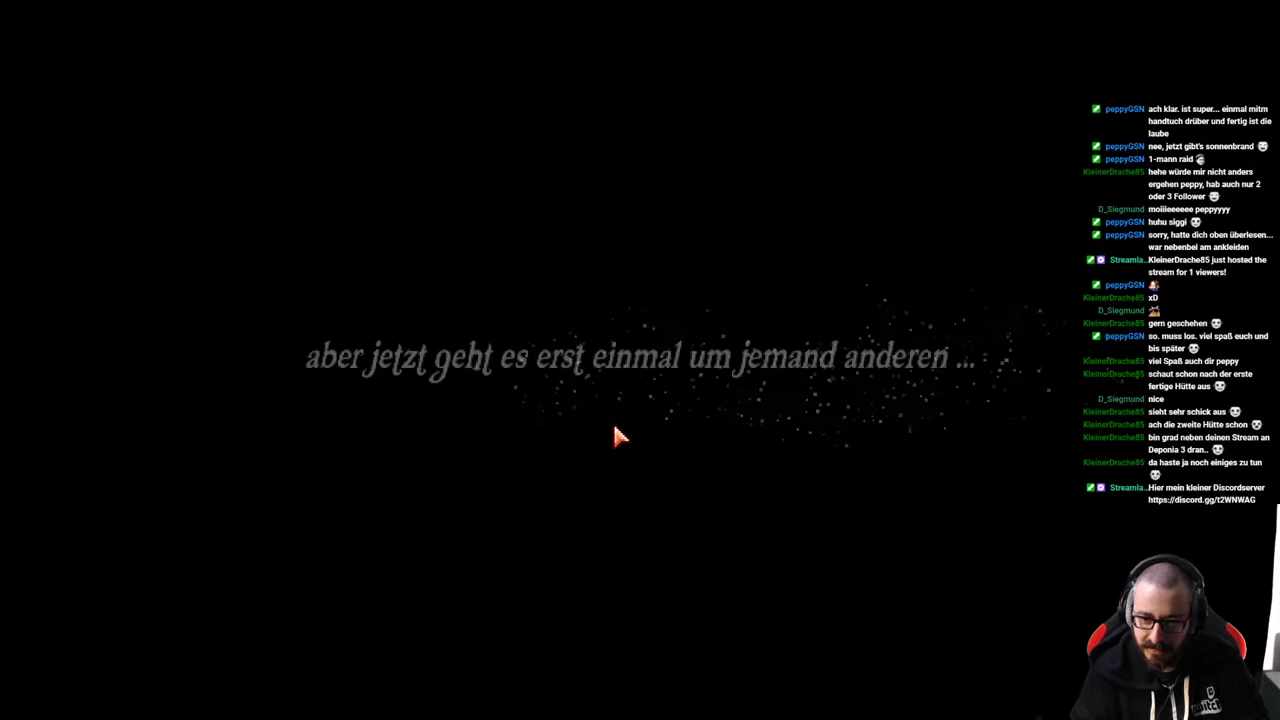 aber jetzt geht es erst einmal um jemand anderen ...
peppyGSN ach klar. ist super... einmal mitm
handtuch drüber und fertig ist die
laube
peppyGSN nee, jetzt gibt's sonnenbrand
peppyGSN 1-mann raid
KleinerDrache85 hehe würde mir nicht anders
ergehen peppy, hab auch nur 2
oder 3 Follower
D_Siegmund moiiieeeeee peppyyyy
peppyGSN huhu siggi
peppyGSN sorry, hatte dich oben überlesen...
war nebenbei am ankleiden
Streamla... KleinerDrache85 just hosted the
stream for 1 viewers!
peppyGSN
KleinerDrache85 xD
D_Siegmund
KleinerDrache85 gern geschehen
peppyGSN so. muss los. viel spaß euch und
bis später
KleinerDrache85 viel Spaß auch dir peppy
KleinerDrache85 schaut schon nach der erste
fertige Hütte aus
D_Siegmund nice
KleinerDrache85 sieht sehr schick aus
KleinerDrache85 ach die zweite Hütte schon
KleinerDrache85 bin grad neben deinen Stream an
Deponia 3 dran..
KleinerDrache85 da haste ja noch einiges zu tun
Streamla... Hier mein kleiner Discordserver
https://discord.gg/t2WNWAG
twitch